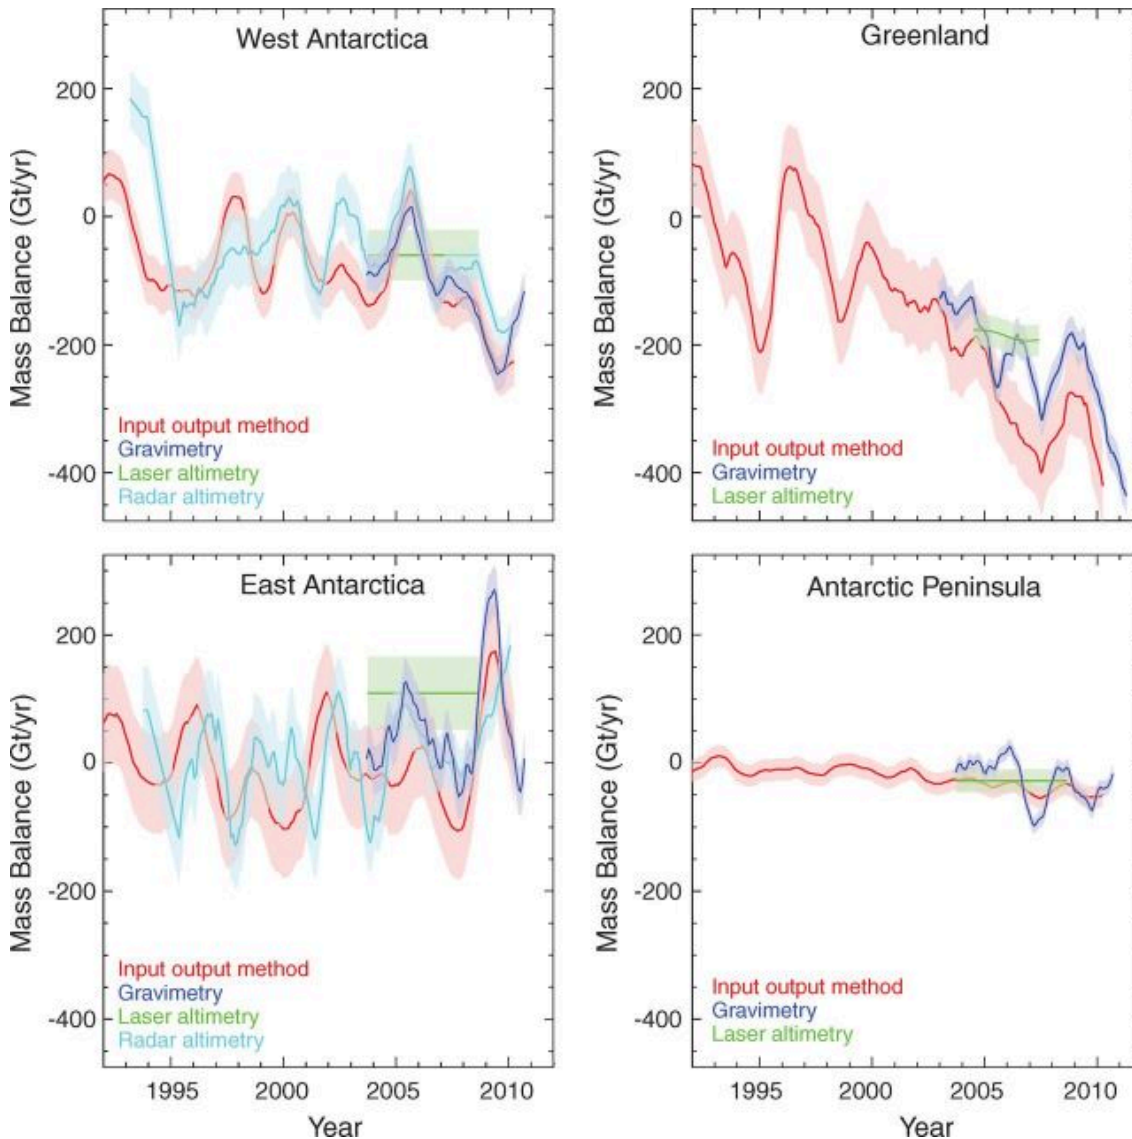 West Antarctica
200
0
-200
-400
Mass Balance (Gt/yr)
Input output method
Gravimetry
Laser altimetry
Radar altimetry
Greenland
200
0
-200
-400
Mass Balance (Gt/yr)
Input output method
Gravimetry
Laser altimetry
East Antarctica
200
0
-200
-400
Mass Balance (Gt/yr)
Input output method
Gravimetry
Laser altimetry
Radar altimetry
1995 2000 2005 2010
Year
Antarctic Peninsula
200
0
-200
-400
Mass Balance (Gt/yr)
Input output method
Gravimetry
Laser altimetry
1995 2000 2005 2010
Year